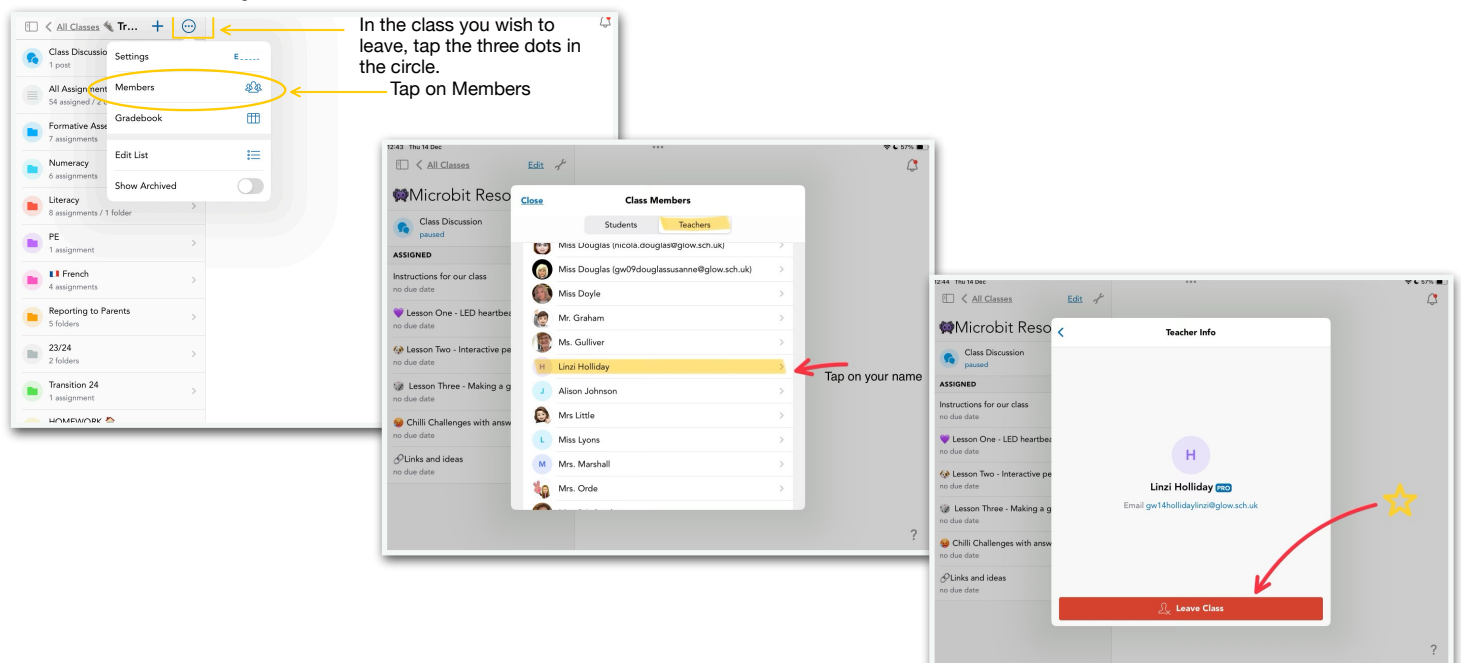 All Classes Tr... +
Class Discussio
1 post
All Assignment
54 assigned / 2
Formative Asse
7 assignments
Numeracy
6 assignments
Literacy
8 assignments / 1 folder
PE
1 assignment
🇫🇷 French
4 assignments
Reporting to Parents
5 folders
23/24
2 folders
Transition 24
1 assignment
HOMEWORK
Settings E
Members
Gradebook
Edit List
Show Archived
In the class you wish to
leave, tap the three dots in
the circle.
Tap on Members
12:43 Thu 14 Dec 57%
All Classes Edit
👾Microbit Reso
Class Discussion
paused
ASSIGNED
Instructions for our class
no due date
💜 Lesson One - LED heartbea
no due date
🐶 Lesson Two - Interactive pe
no due date
🎲 Lesson Three - Making a g
no due date
🥵 Chilli Challenges with answ
no due date
🔗Links and ideas
no due date
Close Class Members
Students Teachers
Miss Douglas (nicola.douglas@glow.sch.uk)
Miss Douglas (gw09douglassusanne@glow.sch.uk)
Miss Doyle
Mr. Graham
Ms. Gulliver
H Linzi Holliday
J Alison Johnson
Mrs Little
L Miss Lyons
M Mrs. Marshall
Mrs. Orde
?
Tap on your name
12:44 Thu 14 Dec 57%
All Classes Edit
👾Microbit Reso
Class Discussion
paused
ASSIGNED
Instructions for our class
no due date
💜 Lesson One - LED heartbea
no due date
🐶 Lesson Two - Interactive pe
no due date
🎲 Lesson Three - Making a g
no due date
🥵 Chilli Challenges with answ
no due date
🔗Links and ideas
no due date
Teacher Info
H
Linzi Holliday PRO
Email gw14hollidaylinzi@glow.sch.uk
Leave Class
?